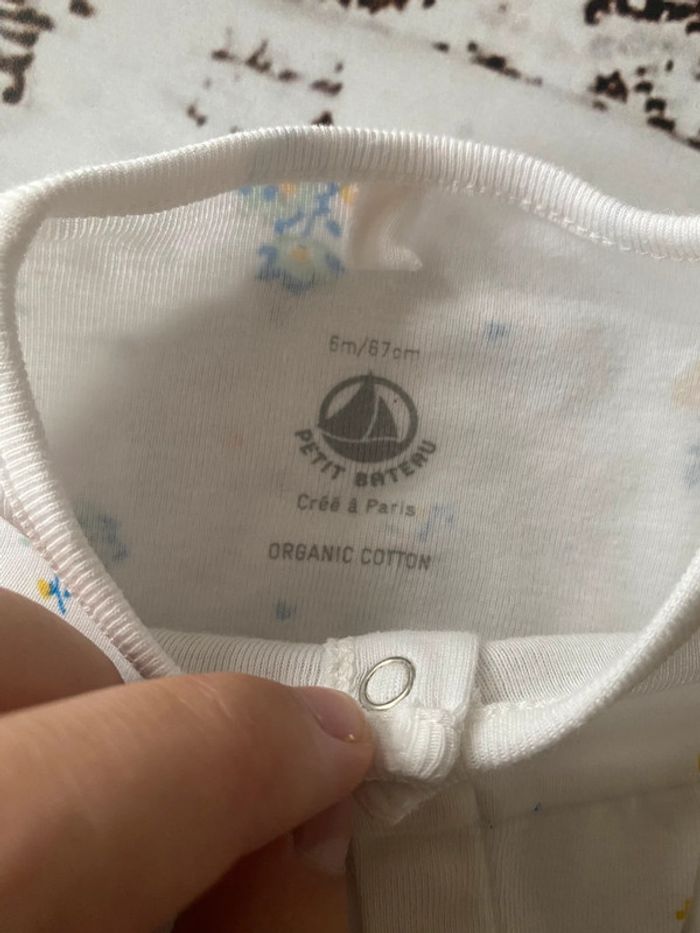 6m/67cm
PETIT BATEAU
Créé à Paris
ORGANIC COTTON